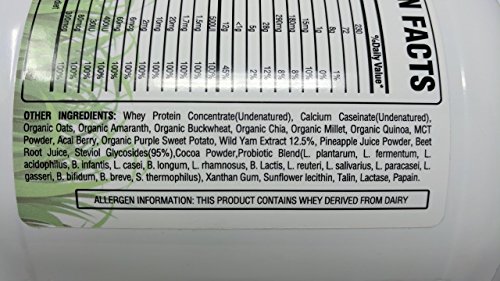 N FACTS
%Daily Value*
230
72
8g 11%
OTHER INGREDIENTS: Whey Protein Concentrate(Undenatured), Calcium Caseinate(Undenatured),
Organic Oats, Organic Amaranth, Organic Buckwheat, Organic Chia, Organic Millet, Organic Quinoa, MCT
Powder, Acai Berry, Organic Purple Sweet Potato, Wild Yam Extract 12.5%, Pineapple Juice Powder, Beet
Root Juice, Steviol Glycosides(95%),Cocoa Powder,Probiotic Blend(L. plantarum, L. fermentum, L.
acidophilus, B. infantis, L. casei, B. longum, L. rhamnosus, B. Lactis, L. reuteri, L. salivarius, L. paracasei, L.
gasseri, B. bifidum, B. breve, S. thermophilus), Xanthan Gum, Sunflower lecithin, Talin, Lactase, Papain.
ALLERGEN INFORMATION: THIS PRODUCT CONTAINS WHEY DERIVED FROM DAIRY